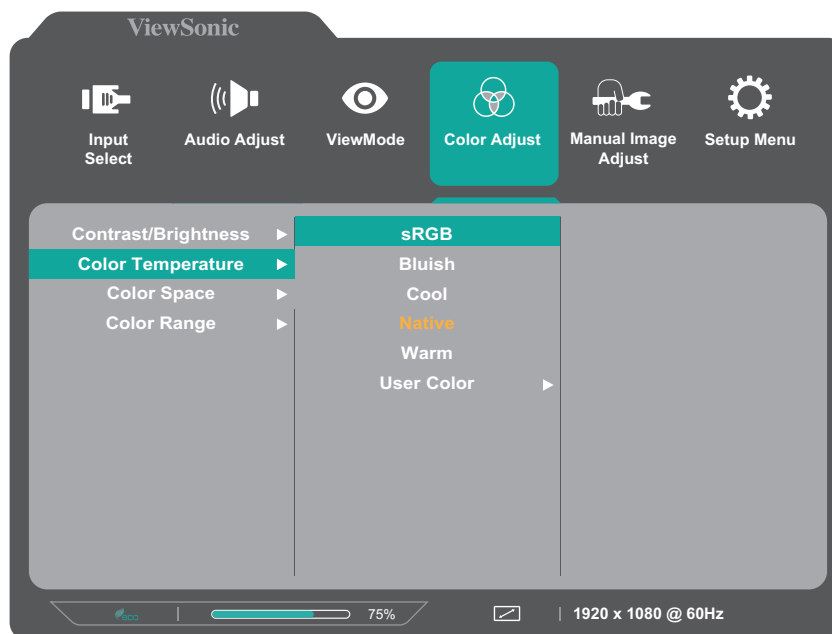 ViewSonic
Input
Select
Audio Adjust
ViewMode
Color Adjust
Manual Image
Adjust
Setup Menu
Contrast/Brightness
Color Temperature
Color Space
Color Range
sRGB
Bluish
Cool
Native
Warm
User Color
eco
75%
1920 x 1080 @ 60Hz